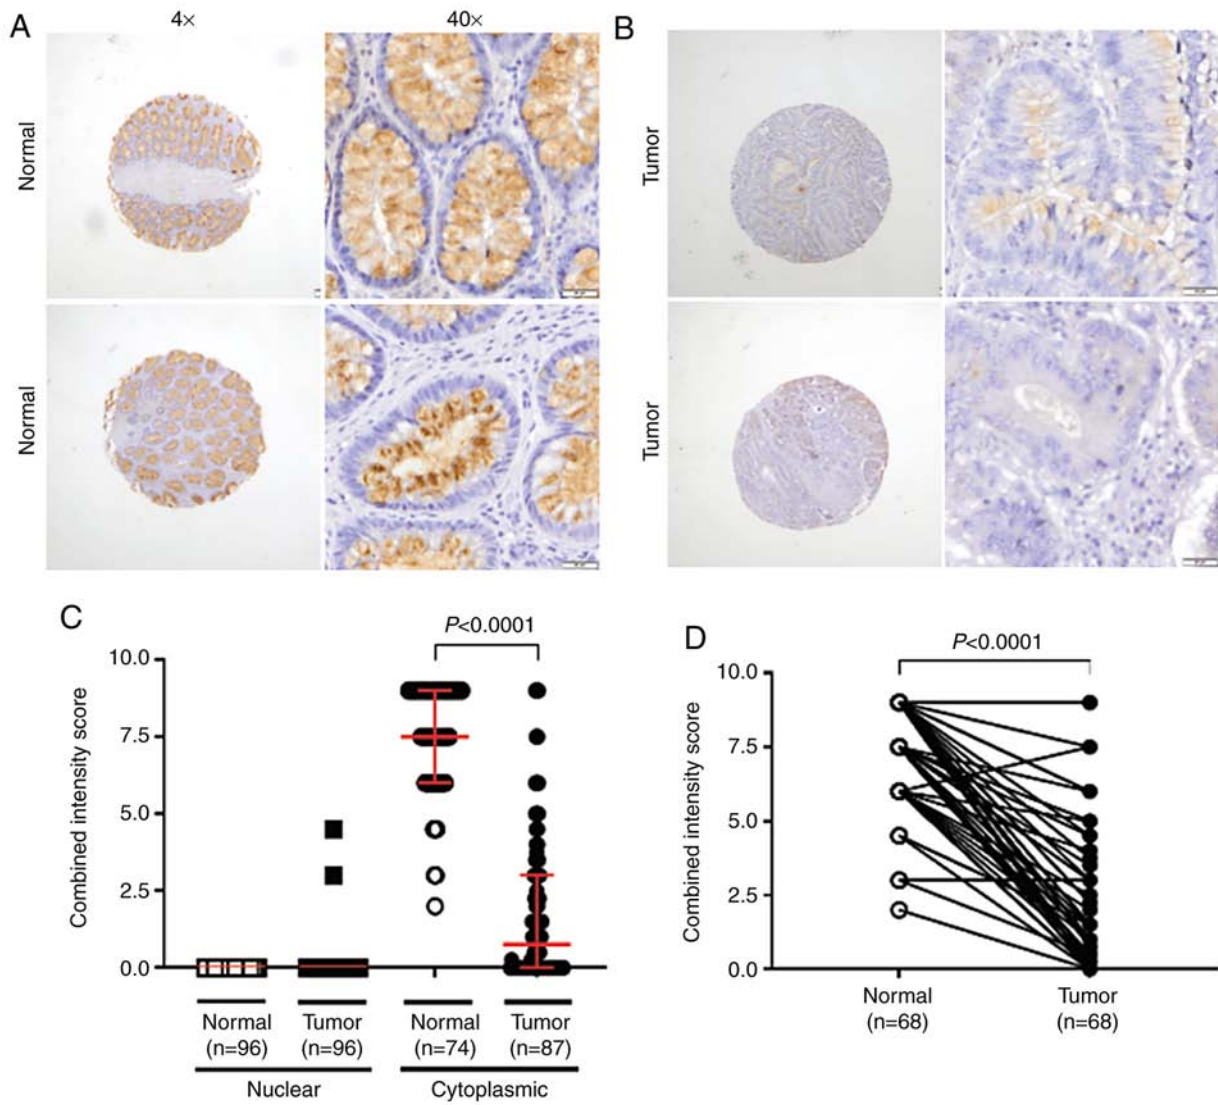 A
4×
40×
B
Normal
Tumor
Normal
Tumor
C
P<0.0001
Combined intensity score
10.0
7.5
5.0
2.5
0.0
Normal
(n=96)
Tumor
(n=96)
Normal
(n=74)
Tumor
(n=87)
Nuclear
Cytoplasmic
D
P<0.0001
Combined intensity score
10.0
7.5
5.0
2.5
0.0
Normal
(n=68)
Tumor
(n=68)